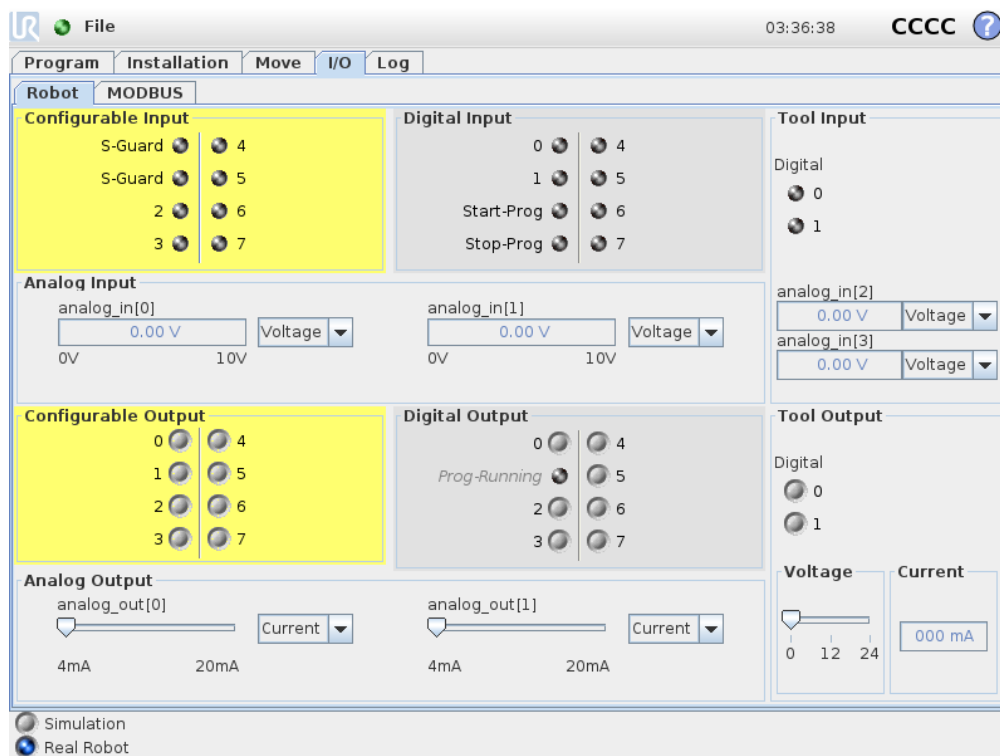 UR File 03:36:38 CCCC ?
Program Installation Move I/O Log
Robot MODBUS
Configurable Input
S-Guard 4
S-Guard 5
2 6
3 7
Digital Input
0 4
1 5
Start-Prog 6
Stop-Prog 7
Tool Input
Digital
0
1
analog_in[2]
0.00 V Voltage
analog_in[3]
0.00 V Voltage
Analog Input
analog_in[0]
0.00 V Voltage
0V 10V
analog_in[1]
0.00 V Voltage
0V 10V
Configurable Output
0 4
1 5
2 6
3 7
Digital Output
0 4
Prog-Running 5
2 6
3 7
Tool Output
Digital
0
1
Voltage
0 12 24
Current
000 mA
Analog Output
analog_out[0]
Current
4mA 20mA
analog_out[1]
Current
4mA 20mA
Simulation
Real Robot